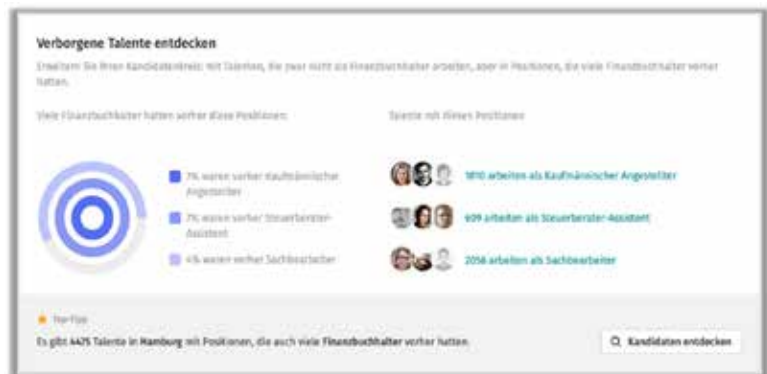 Verborgene Talente entdecken
Erweitern Sie Ihren Kandidatenkreis: mit Talenten, die zwar nicht als Finanzbuchhalter arbeiten, aber in Positionen, die viele Finanzbuchhalter vorher
hatten.
Viele Finanzbuchhalter hatten vorher diese Positionen:
Talente mit diesen Positionen
7% waren vorher Kaufmännischer
Angestellter
7% waren vorher Steuerberater-
Assistent
4% waren vorher Sachbearbeiter
1810 arbeiten als Kaufmännischer Angestellter
609 arbeiten als Steuerberater-Assistent
2056 arbeiten als Sachbearbeiter
Es gibt 4475 Talente in Hamburg mit Positionen, die auch viele Finanzbuchhalter vorher hatten.
Kandidaten entdecken